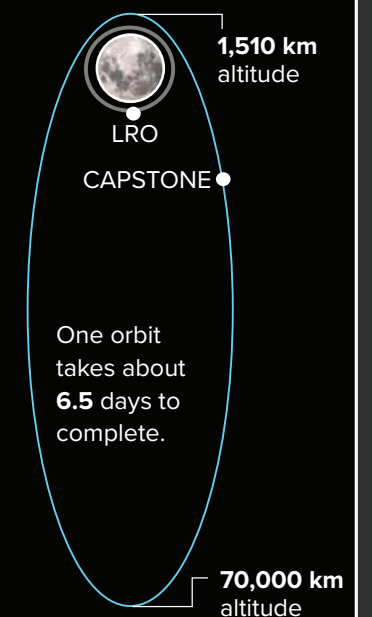 1,510 km
altitude
LRO
CAPSTONE
One orbit
takes about
6.5 days to
complete.
70,000 km
altitude